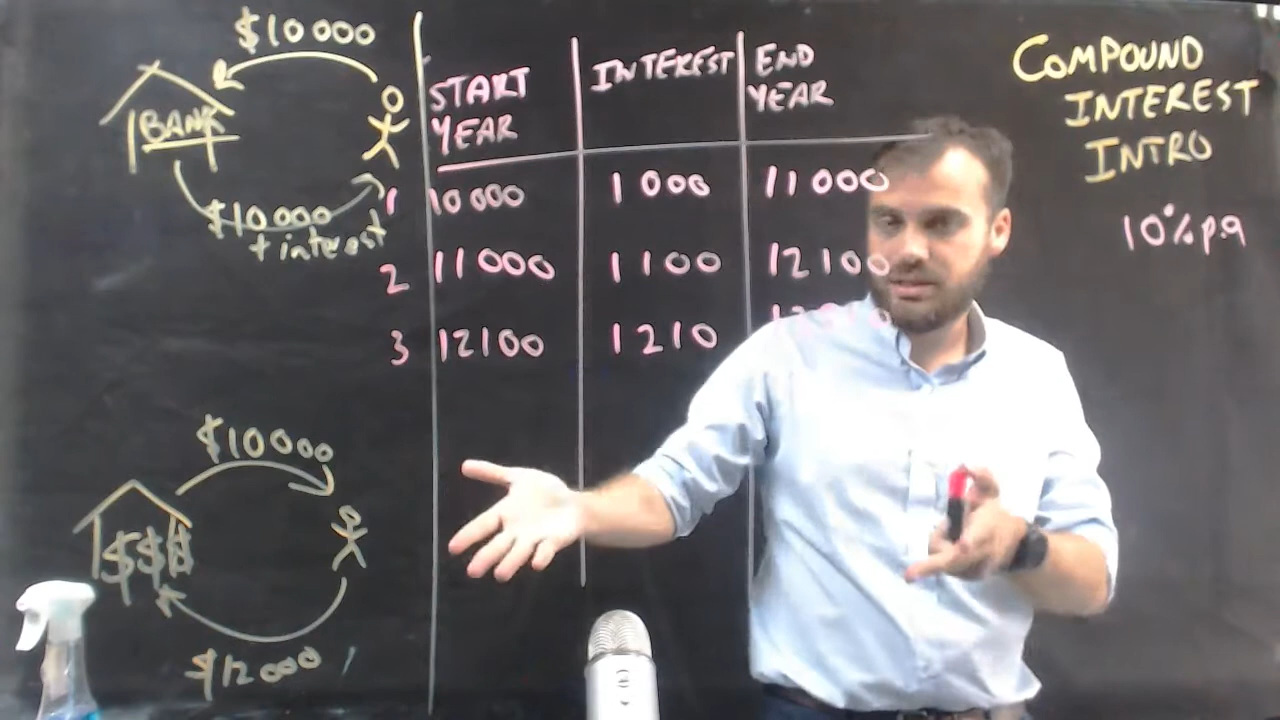 $10000
BANK
$10000
+ interest
START YEAR
INTEREST
END YEAR
1 10000 1000 11000
2 11000 1100 12100
3 12100 1210
COMPOUND
INTEREST
INTRO
10% p.a
$10000
$$$
$12000